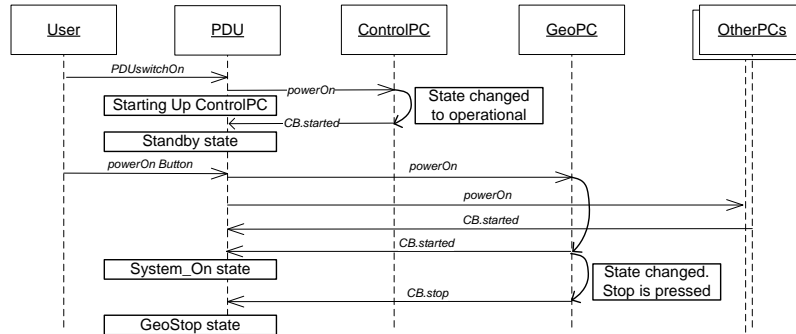 User PDU ControlPC GeoPC OtherPCs
PDUswitchOn
powerOn
Starting Up ControlPC
State changed
to operational
CB.started
Standby state
powerOn Button
powerOn
powerOn
CB.started
CB.started
System_On state
State changed.
Stop is pressed
CB.stop
GeoStop state